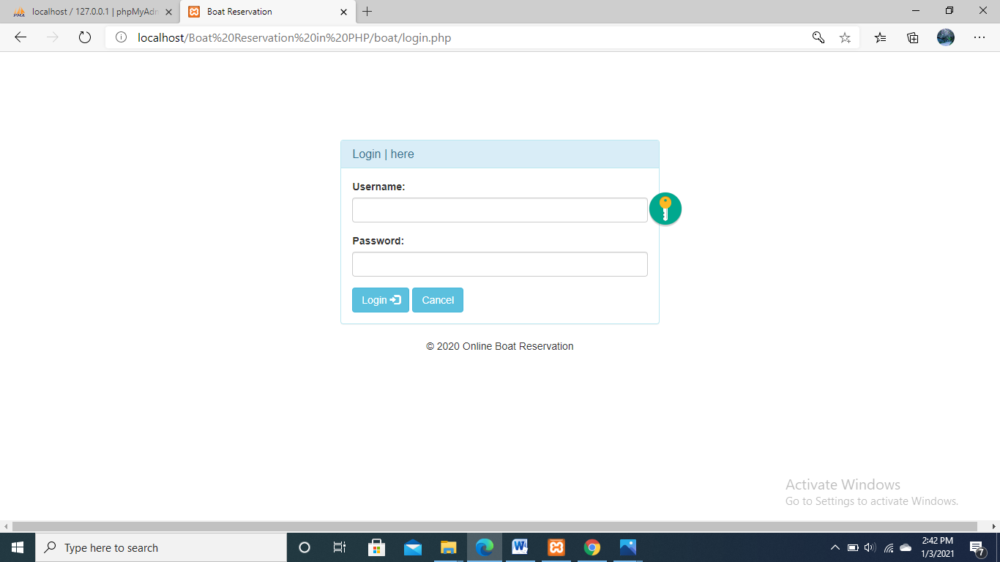 localhost / 127.0.0.1 | phpMyAdm
Boat Reservation
localhost/Boat%20Reservation%20in%20PHP/boat/login.php
Login | here
Username:
Password:
Login
Cancel
© 2020 Online Boat Reservation
Activate Windows
Go to Settings to activate Windows.
Type here to search
2:42 PM
1/3/2021
7